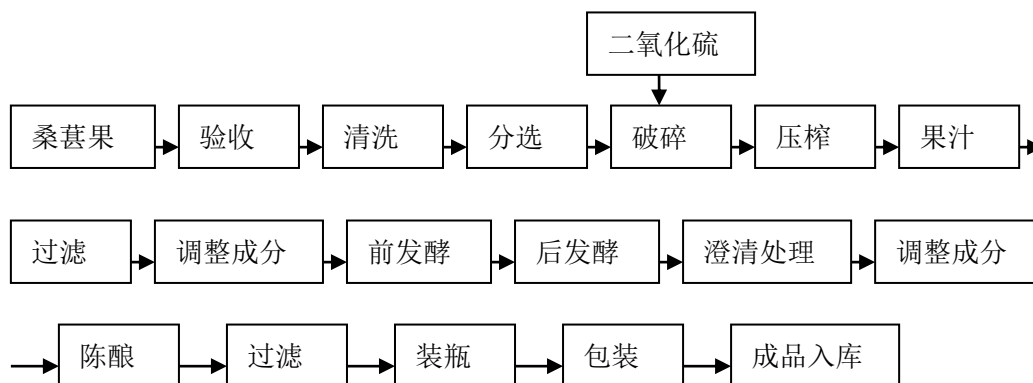 二氧化硫
桑葚果 验收 清洗 分选 破碎 压榨 果汁
过滤 调整成分 前发酵 后发酵 澄清处理 调整成分
陈酿 过滤 装瓶 包装 成品入库